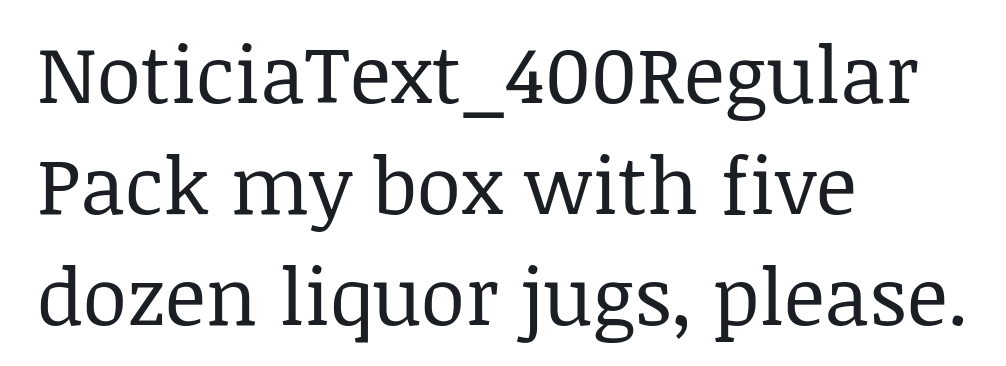 NoticiaText_400Regular
Pack my box with five
dozen liquor jugs, please.